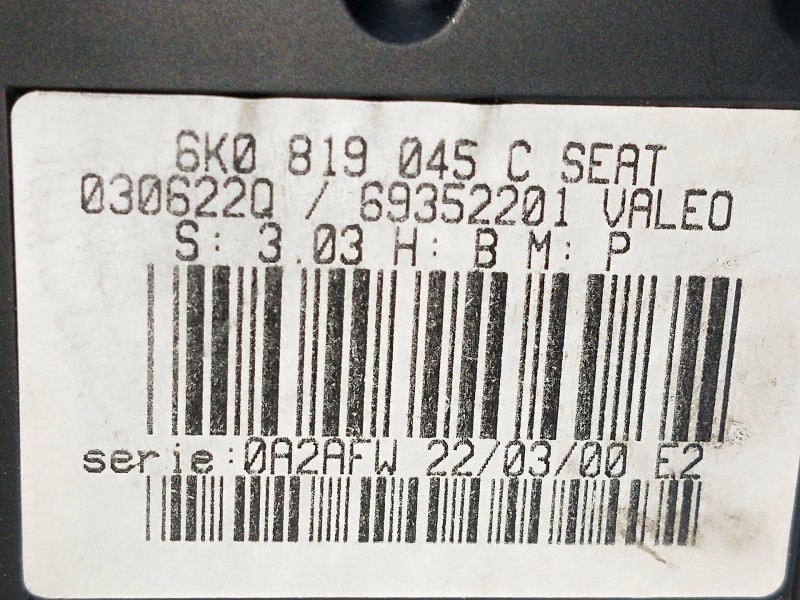 6K0 819 045 C SEAT
030622Q / 69352201 VALEO
S: 3.03 H: B M: P
serie:0A2AFW 22/03/00 E2